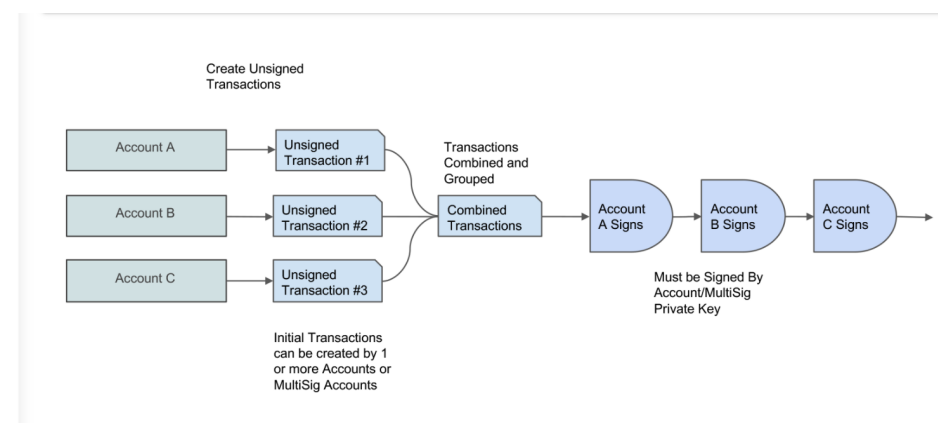 Create Unsigned
Transactions
Account A
Unsigned
Transaction #1
Transactions
Combined and
Grouped
Account B
Unsigned
Transaction #2
Combined
Transactions
Account
A Signs
Account
B Signs
Account
C Signs
Account C
Unsigned
Transaction #3
Must be Signed By
Account/MultiSig
Private Key
Initial Transactions
can be created by 1
or more Accounts or
MultiSig Accounts